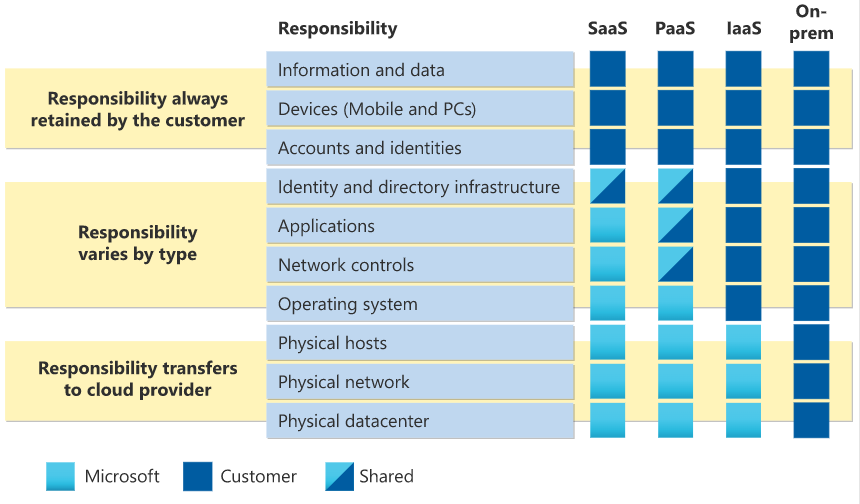 Responsibility
SaaS
PaaS
IaaS
On-
prem
Responsibility always
retained by the customer
Information and data
Devices (Mobile and PCs)
Accounts and identities
Responsibility
varies by type
Identity and directory infrastructure
Applications
Network controls
Operating system
Responsibility transfers
to cloud provider
Physical hosts
Physical network
Physical datacenter
Microsoft
Customer
Shared